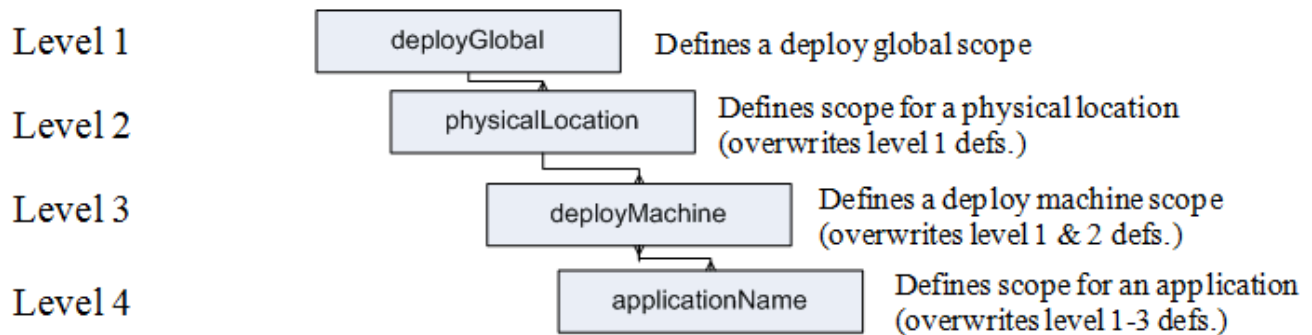 Level 1
deployGlobal
Defines a deploy global scope
Level 2
physicalLocation
Defines scope for a physical location
(overwrites level 1 defs.)
Level 3
deployMachine
Defines a deploy machine scope
(overwrites level 1 & 2 defs.)
Level 4
applicationName
Defines scope for an application
(overwrites level 1-3 defs.)